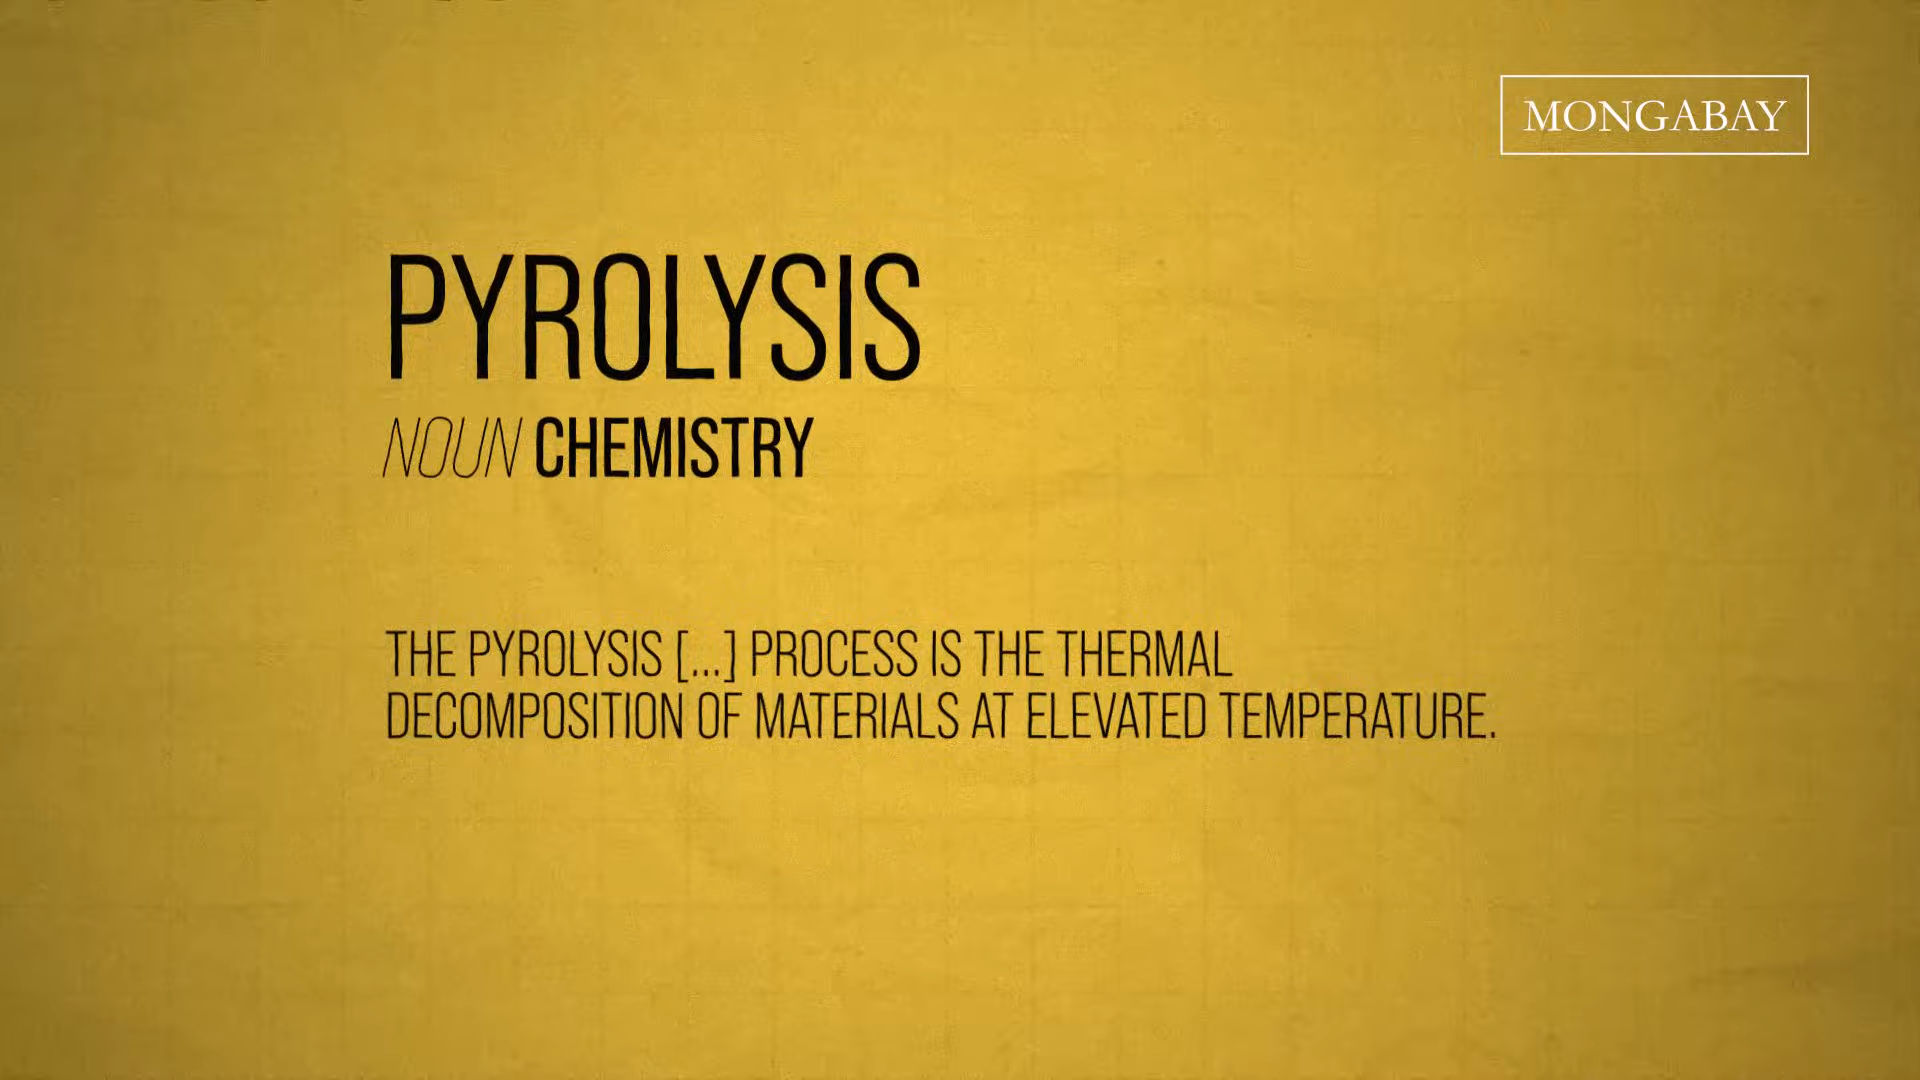 MONGABAY
PYROLYSIS
NOUN CHEMISTRY
THE PYROLYSIS [...] PROCESS IS THE THERMAL
DECOMPOSITION OF MATERIALS AT ELEVATED TEMPERATURE.